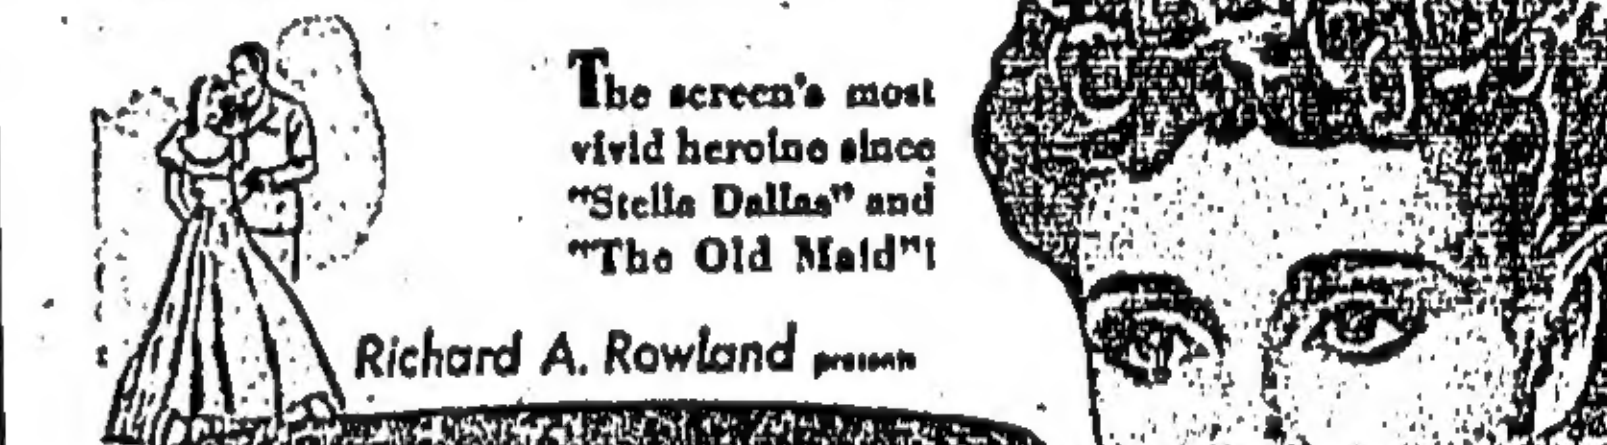 The screen's most
vivid heroine since
"Stella Dallas" and
"The Old Maid"!
Richard A. Rowland presents